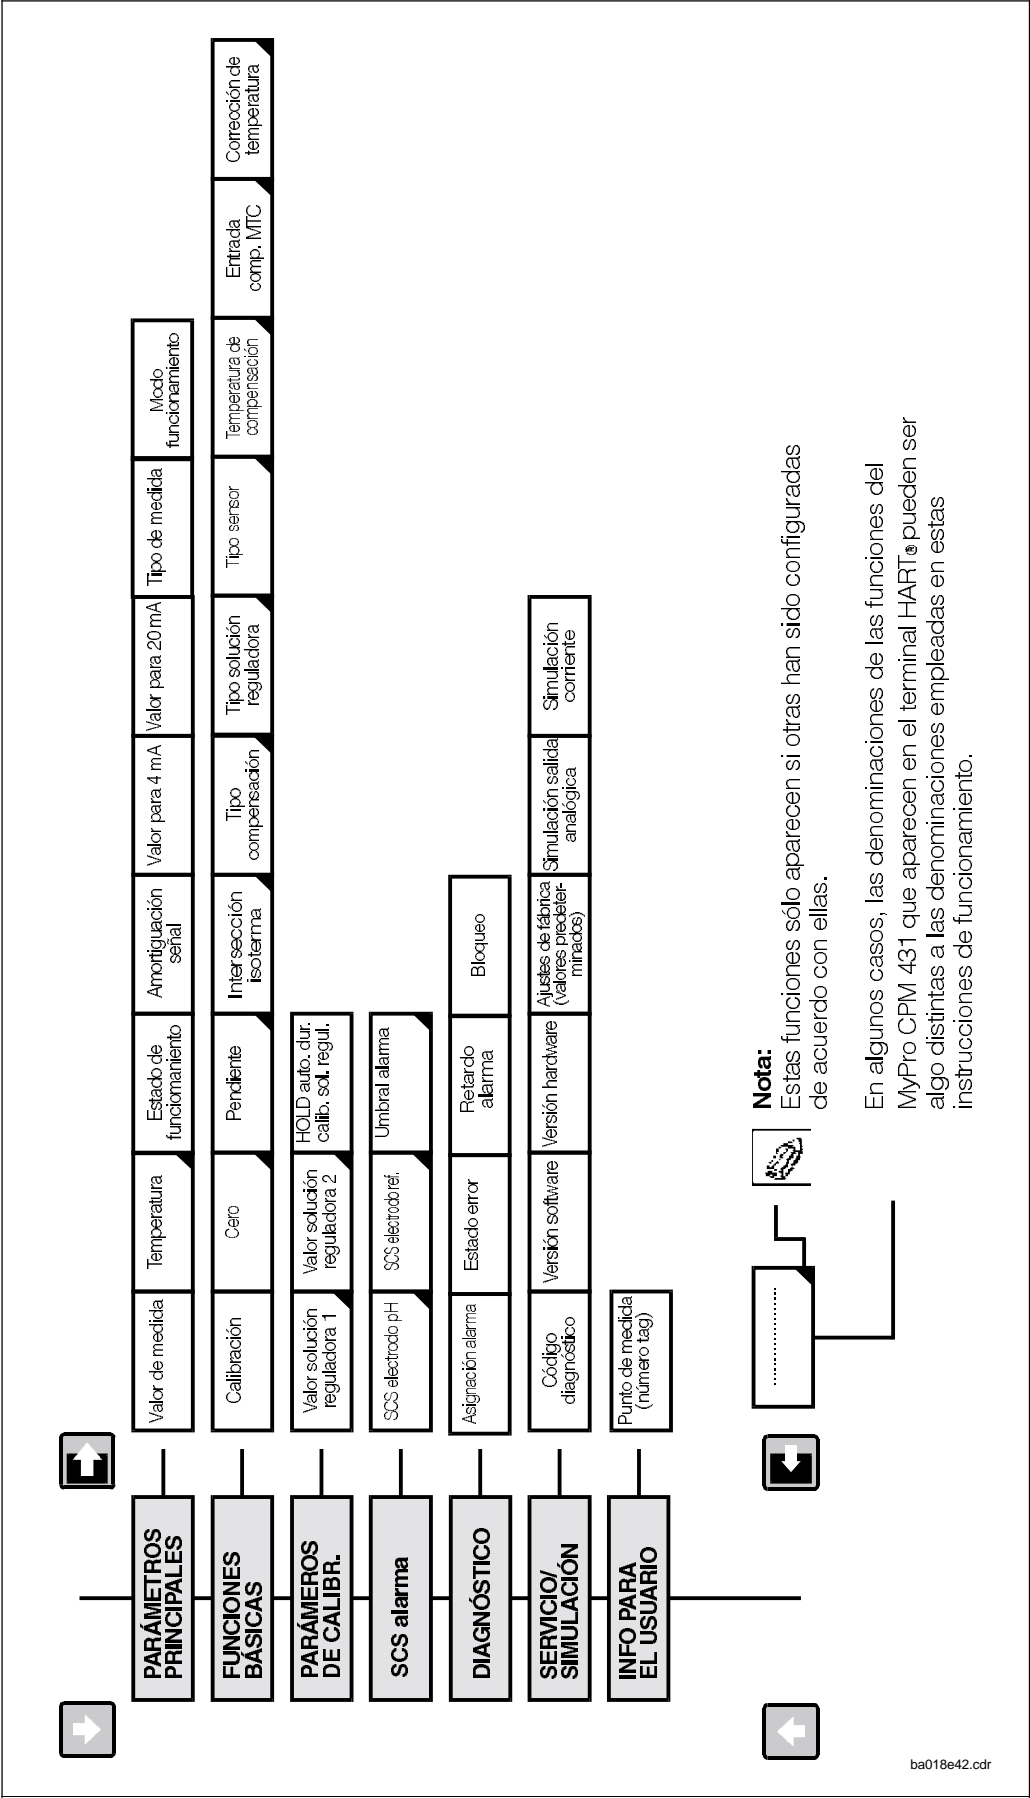 PARÁMETROS
PRINCIPALES
Valor de medida
Temperatura
Estado de
funciomaniento
Amortiguación
señal
Valor para 4 mA
Valor para 20 mA
Tipo de medida
Modo
funcionamiento
FUNCIONES
BÁSICAS
Calibración
Cero
Pendiente
Intersección
isoterma
Tipo
compensación
Tipo solución
reguladora
Tipo sensor
Temperatura de
compensación
Entrada
comp. MTC
Corrección de
temperatura
PARÁMEROS
DE CALIBR.
Valor solución
reguladora 1
Valor solución
reguladora 2
HOLD auto. dur.
calib. sol. regul.
SCS alarma
SCS electrodo pH
SCS electrodo ref.
Umbral alarma
DIAGNÓSTICO
Asignación alarma
Estado error
Retardo
alarma
Bloqueo
SERVICIO/
SIMULACIÓN
Código
diagnóstico
Versión software
Versión hardware
Ajustes de fábrica
(valores predeter-
minados)
Simulación salida
analógica
Simulación
corriente
INFO PARA
EL USUARIO
Punto de medida
(número tag)
Nota:
Estas funciones sólo aparecen si otras han sido configuradas
de acuerdo con ellas.
En algunos casos, las denominaciones de las funciones del
MyPro CPM 431 que aparecen en el terminal HART® pueden ser
algo distintas a las denominaciones empleadas en estas
instrucciones de funcionamiento.
ba018e42.cdr